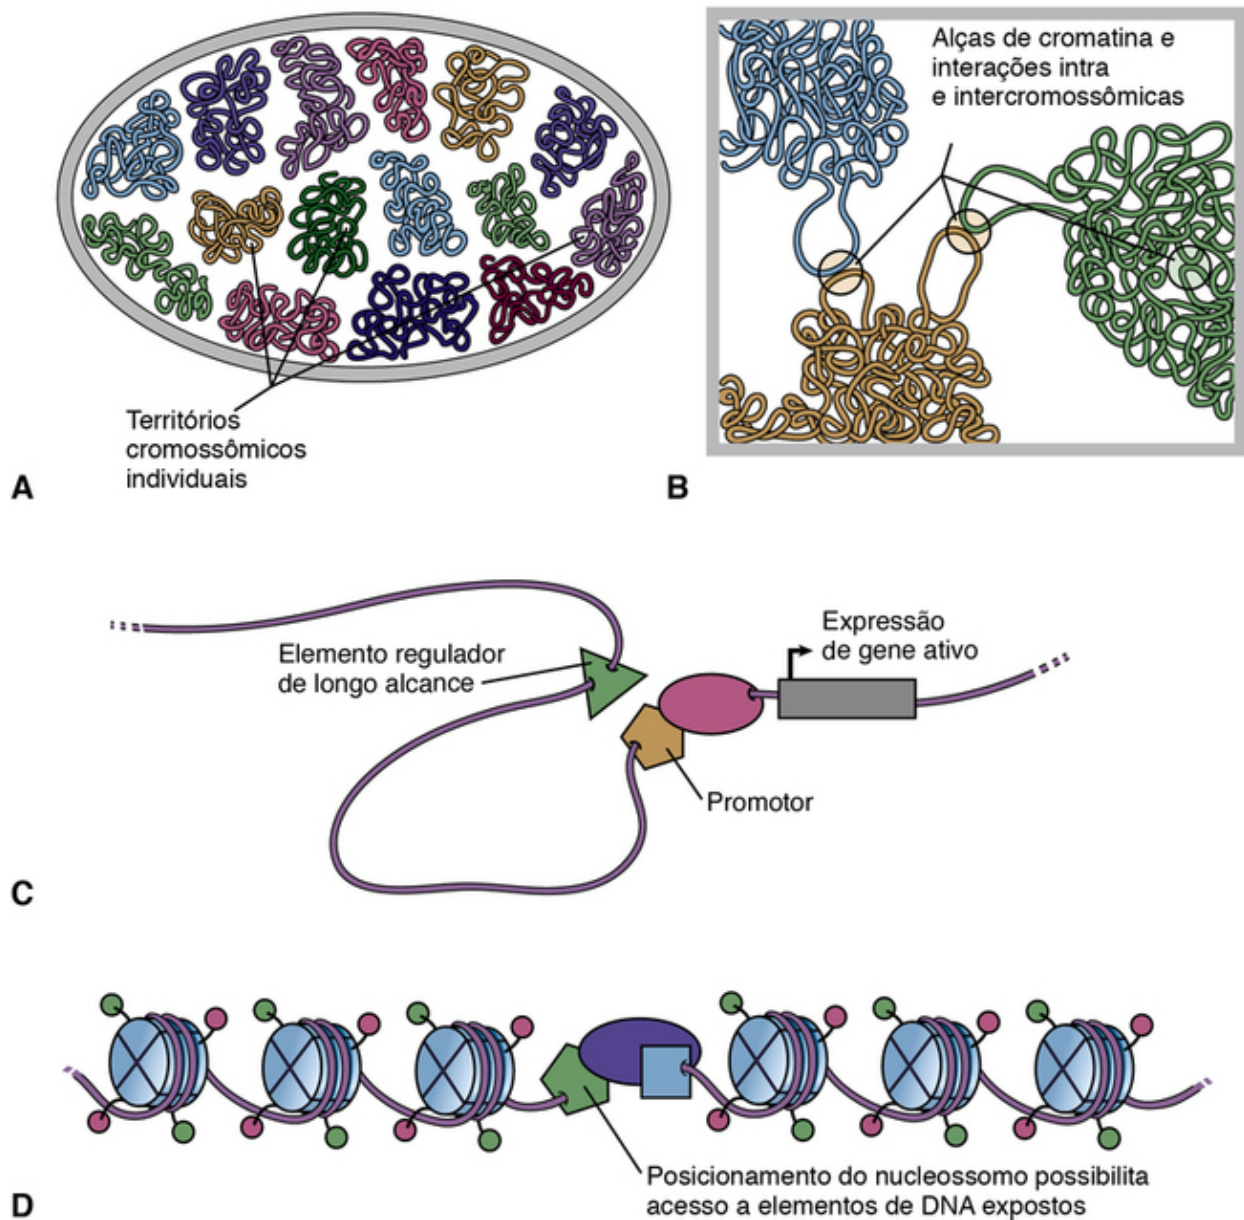 Alças de cromatina e
interações intra
e intercromossômicas
Territórios
cromossômicos
individuais
A
B
Elemento regulador
de longo alcance
Expressão
de gene ativo
Promotor
C
Posicionamento do nucleossomo possibilita
acesso a elementos de DNA expostos
D